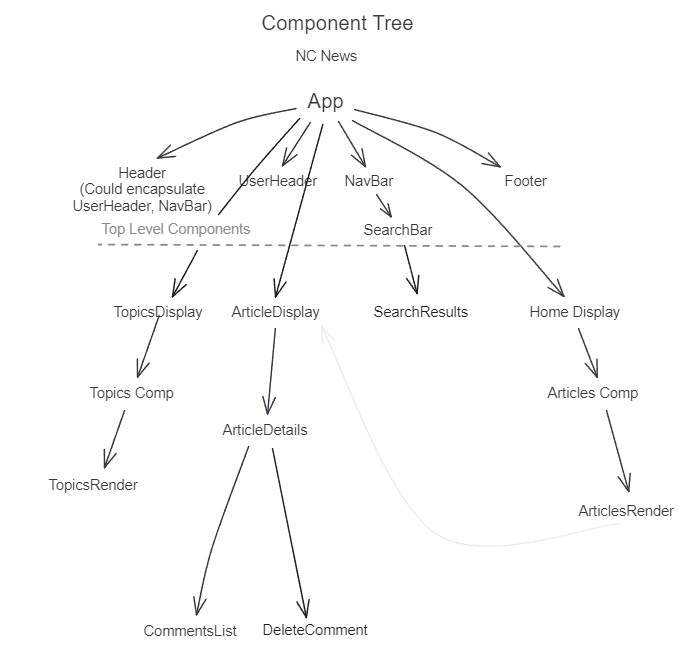 Component Tree
NC News
App
Header
(Could encapsulate
UserHeader, NavBar)
UserHeader
NavBar
Footer
Top Level Components
SearchBar
TopicsDisplay
ArticleDisplay
SearchResults
Home Display
Topics Comp
Articles Comp
ArticleDetails
TopicsRender
ArticlesRender
CommentsList
DeleteComment